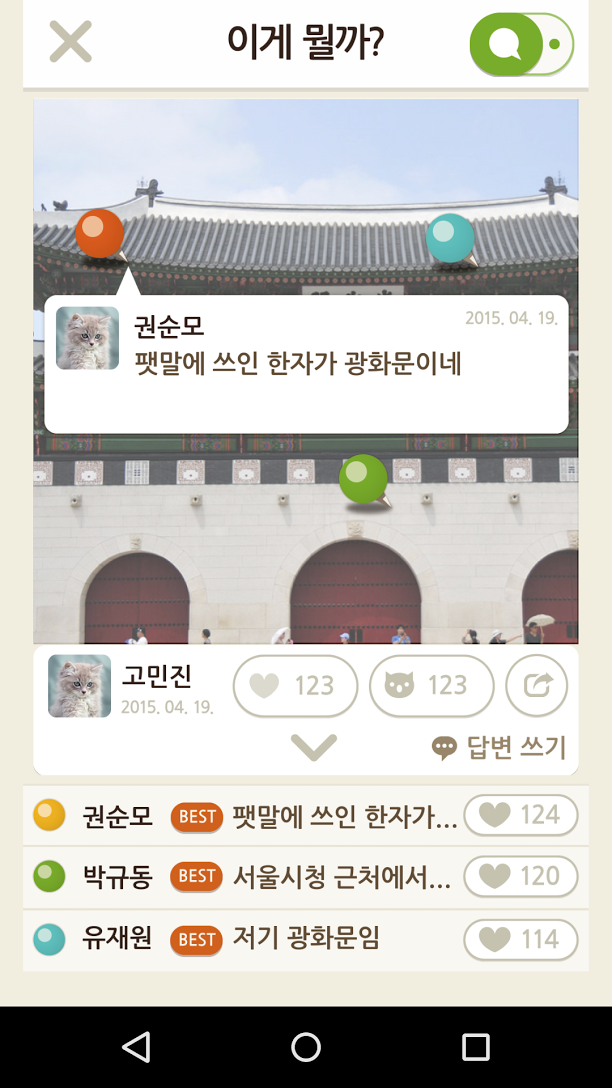 이게 뭘까?
권순모
2015. 04. 19.
팻말에 쓰인 한자가 광화문이네
고민진
2015. 04. 19.
123
123
답변 쓰기
권순모 BEST 팻말에 쓰인 한자가... 124
박규동 BEST 서울시청 근처에서... 120
유재원 BEST 저기 광화문임 114